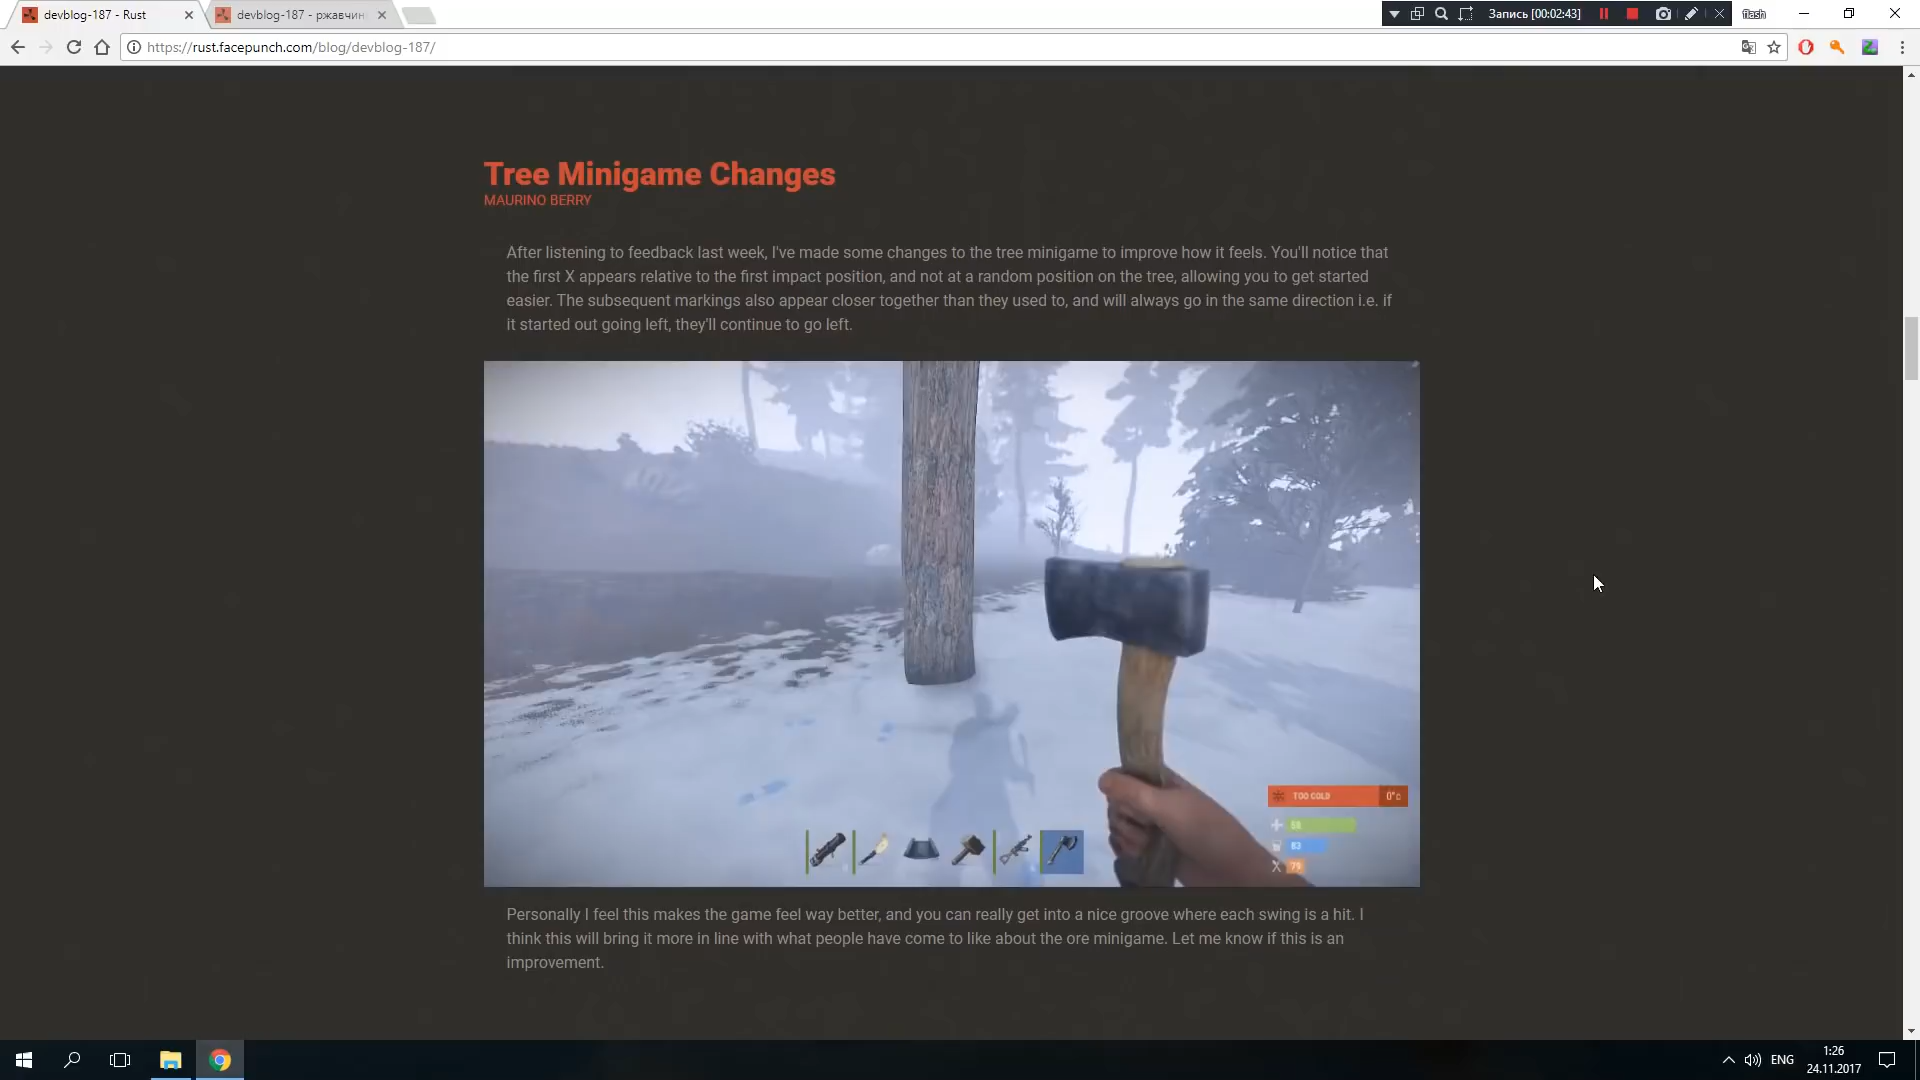 devblog-187 - Rust
devblog-187 - ржавчин
Запись [00:02:43]
flash
https://rust.facepunch.com/blog/devblog-187/
Tree Minigame Changes
MAURINO BERRY
After listening to feedback last week, I've made some changes to the tree minigame to improve how it feels. You'll notice that
the first X appears relative to the first impact position, and not at a random position on the tree, allowing you to get started
easier. The subsequent markings also appear closer together than they used to, and will always go in the same direction i.e. if
it started out going left, they'll continue to go left.
TOO COLD 0°c
58
83
79
Personally I feel this makes the game feel way better, and you can really get into a nice groove where each swing is a hit. I
think this will bring it more in line with what people have come to like about the ore minigame. Let me know if this is an
improvement.
ENG
1:26
24.11.2017